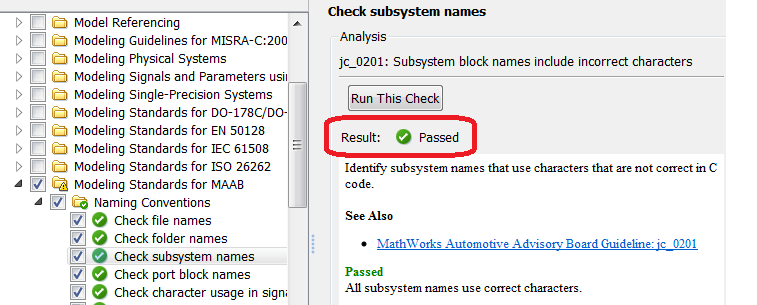 Model Referencing
Modeling Guidelines for MISRA-C:200
Modeling Physical Systems
Modeling Signals and Parameters usin
Modeling Single-Precision Systems
Modeling Standards for DO-178C/DO-
Modeling Standards for EN 50128
Modeling Standards for IEC 61508
Modeling Standards for ISO 26262
Modeling Standards for MAAB
Naming Conventions
Check file names
Check folder names
Check subsystem names
Check port block names
Check character usage in signa
Check subsystem names
Analysis
jc_0201: Subsystem block names include incorrect characters
Run This Check
Result: Passed
Identify subsystem names that use characters that are not correct in C
code.
See Also
• MathWorks Automotive Advisory Board Guideline: jc_0201
Passed
All subsystem names use correct characters.